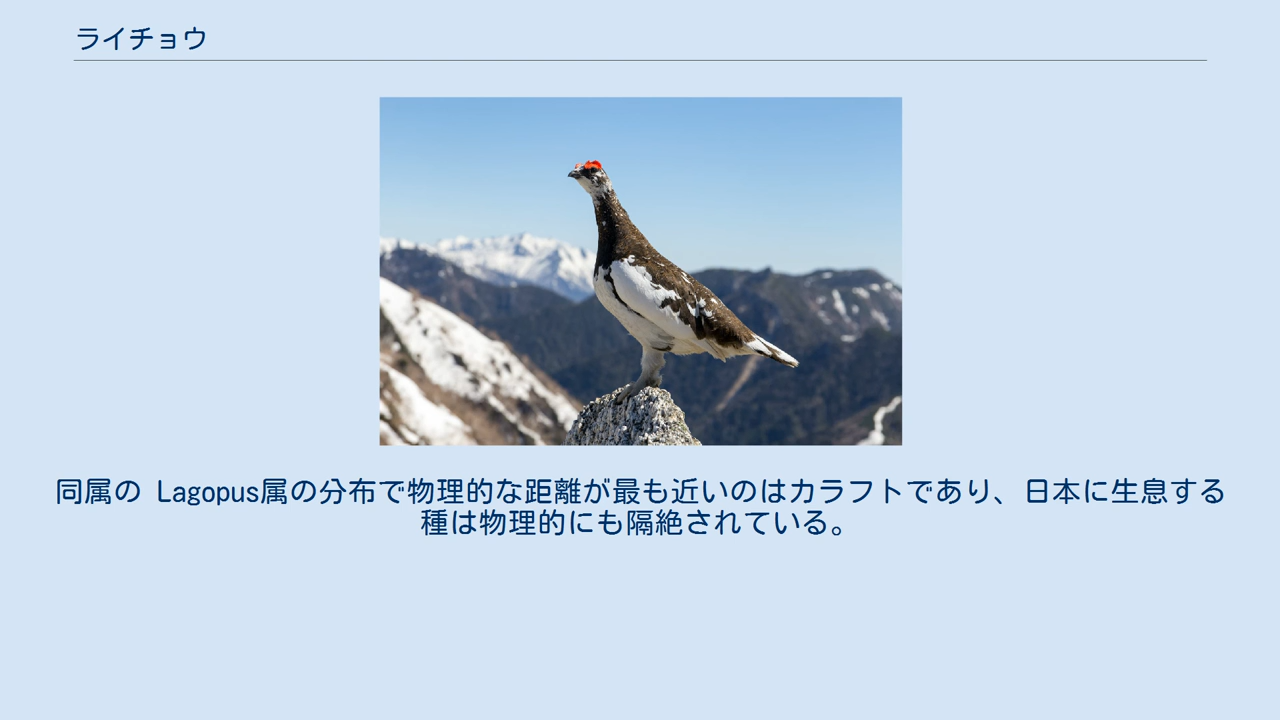 ライチョウ
同属の Lagopus属の分布で物理的な距離が最も近いのはカラフトであり、日本に生息する
種は物理的にも隔絶されている。